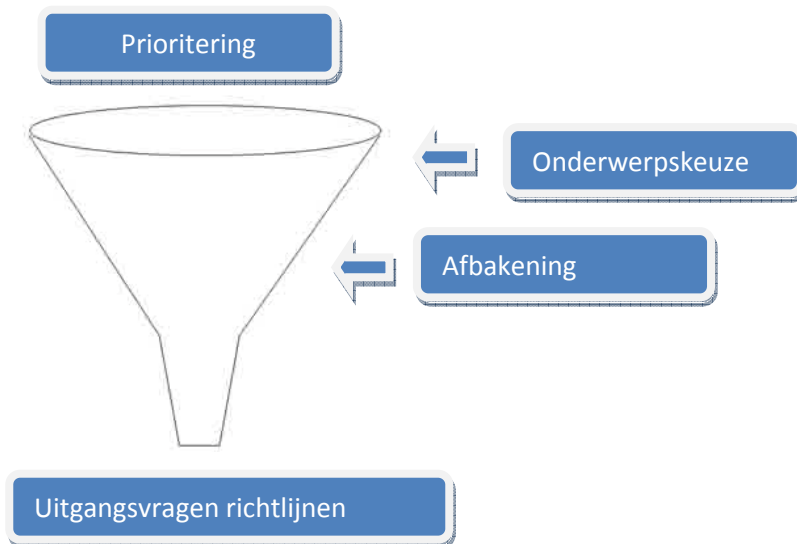 Prioritering
Onderwerpskeuze
Afbakening
Uitgangsvragen richtlijnen